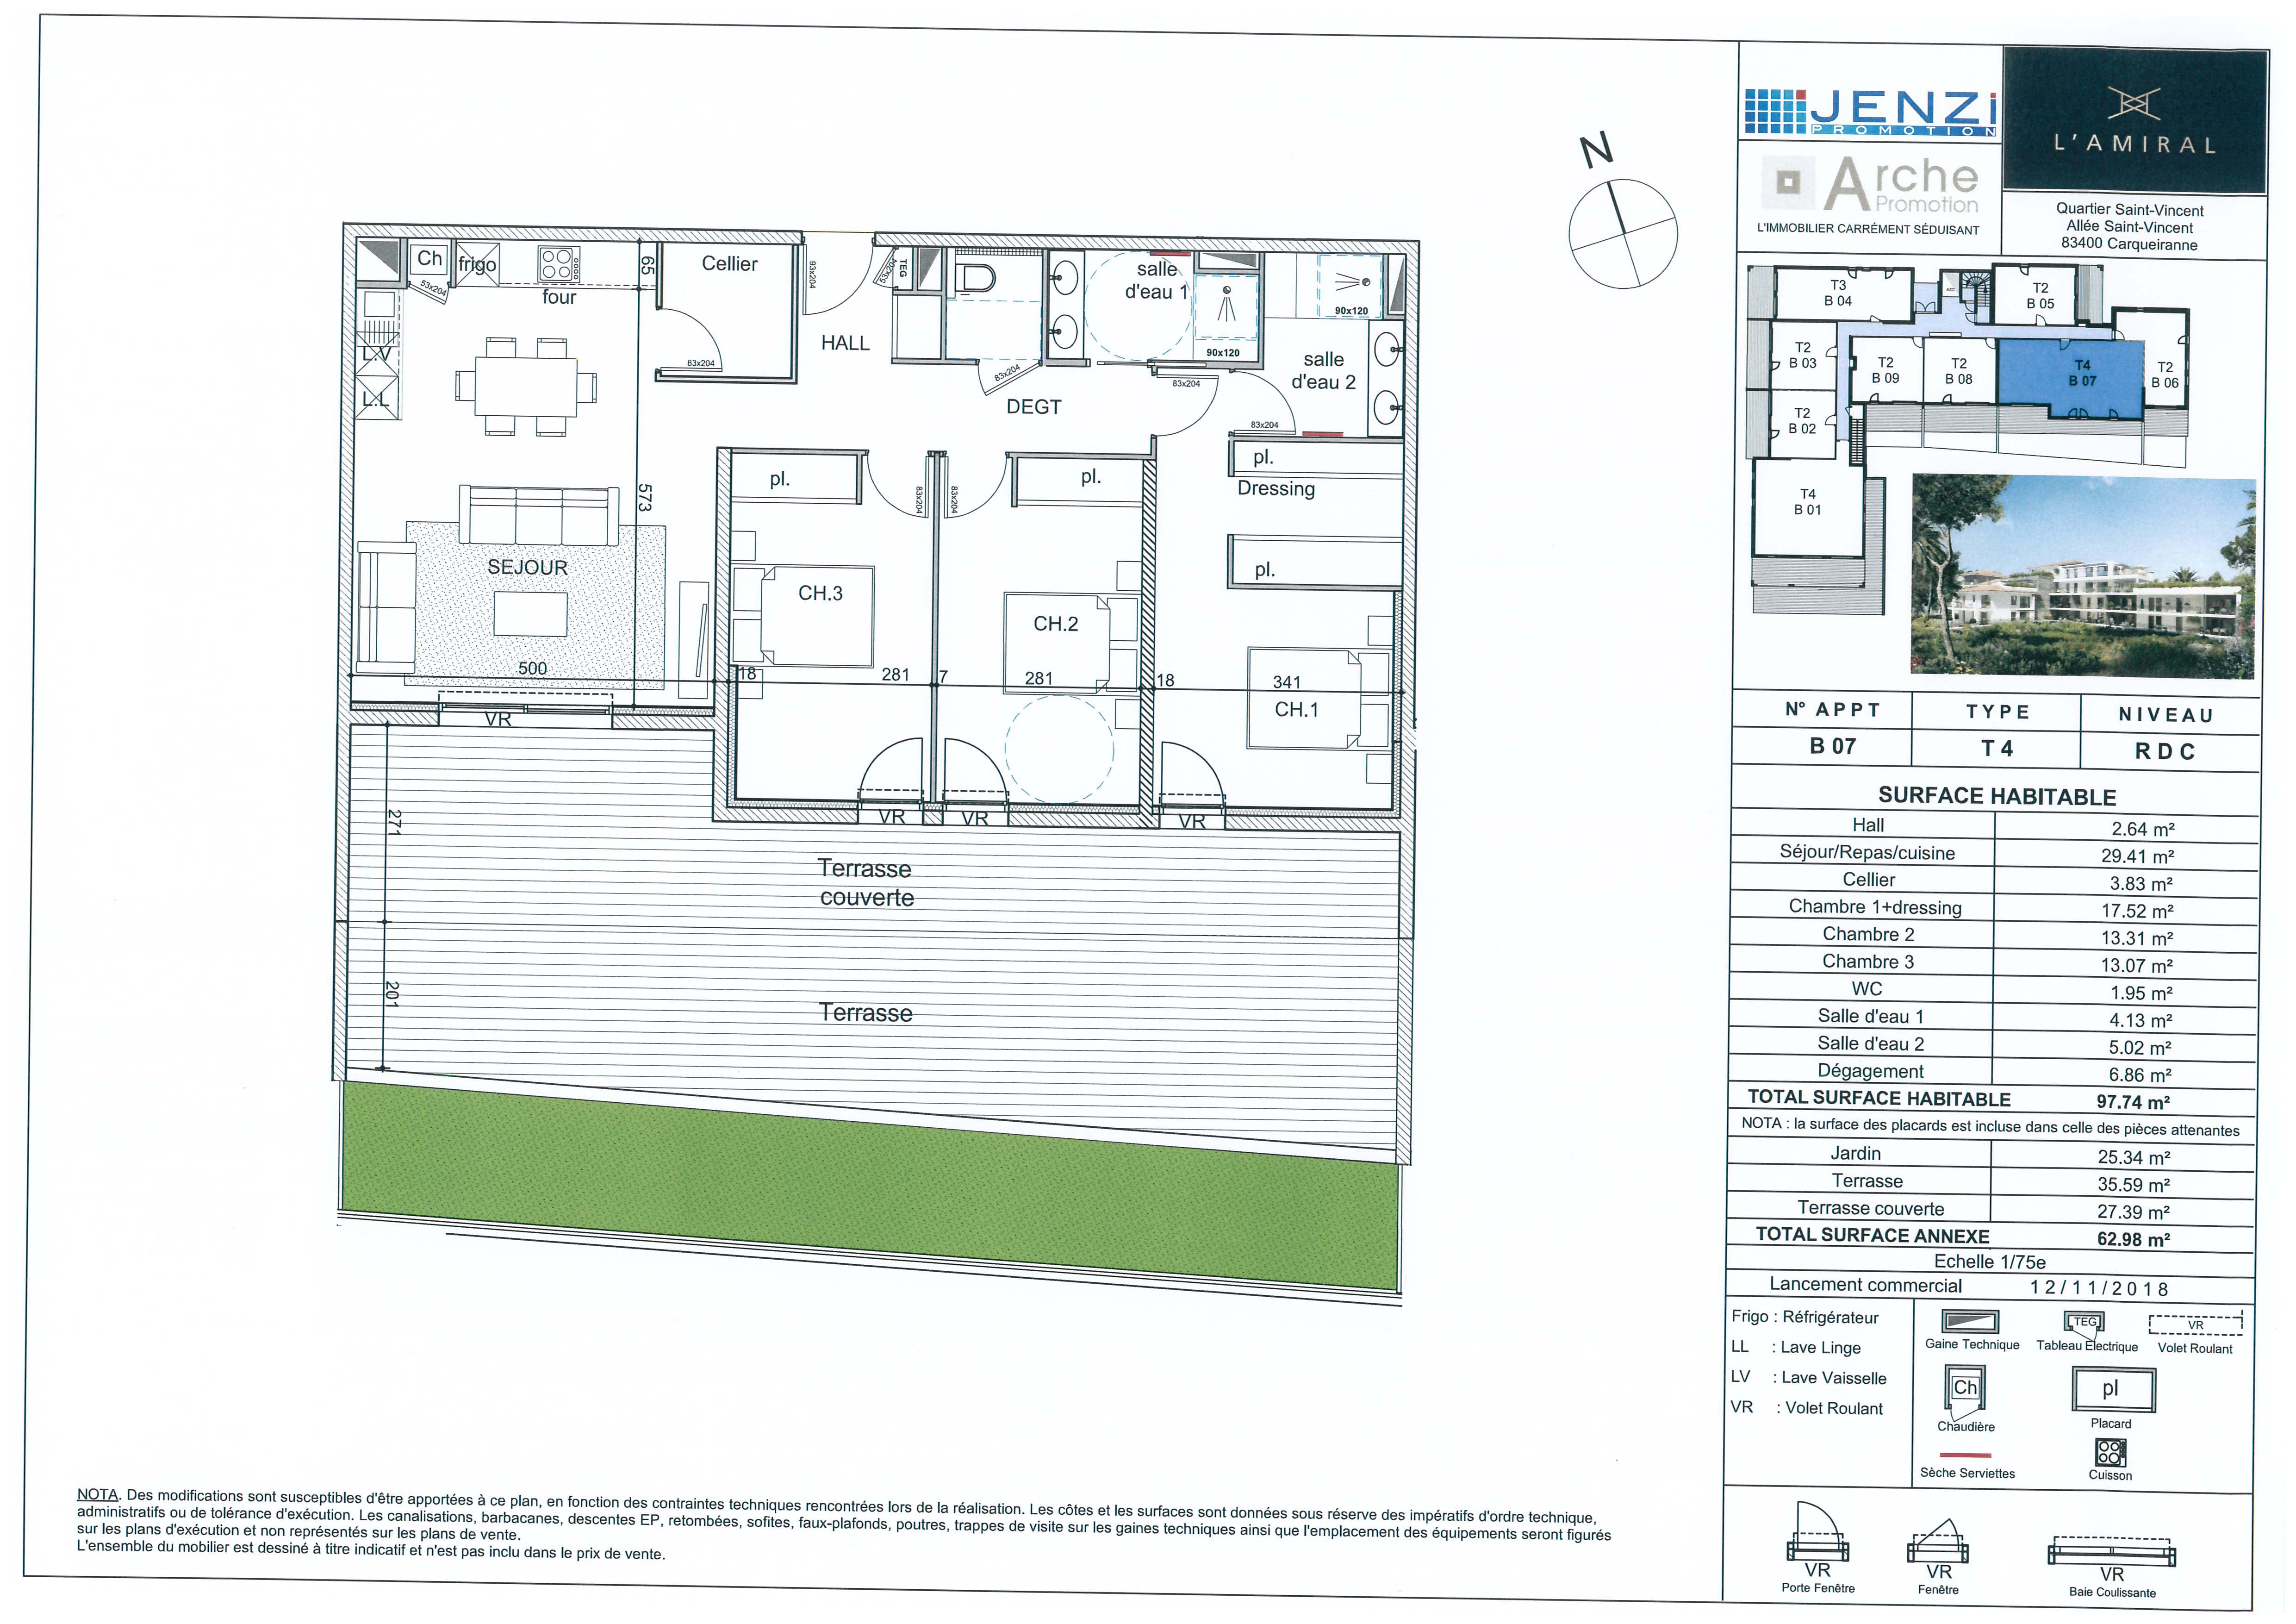 N
Ch
frigo
four
65
Cellier
53x204
83x204
93x204
53x204
TEG
HALL
L.V
L.L
83x204
DEGT
salle
d'eau 1
90x120
90x120
salle
d'eau 2
83x204
83x204
pl.
Dressing
pl.
pl.
83x204
83x204
pl.
573
SEJOUR
CH.3
CH.2
CH.1
500
18
281
7
281
18
341
VR
VR
VR
VR
271
Terrasse
couverte
201
Terrasse
JENZi
PROMOTION
L'AMIRAL
Arche
Promotion
L'IMMOBILIER CARRÉMENT SÉDUISANT
Quartier Saint-Vincent
Allée Saint-Vincent
83400 Carqueiranne
T3
B 04
T2
B 05
T2
B 03
T2
B 09
T2
B 08
T4
B 07
T2
B 06
T2
B 02
T4
B 01
N° APPT TYPE NIVEAU
B 07 T 4 RDC
SURFACE HABITABLE
Hall 2.64 m²
Séjour/Repas/cuisine 29.41 m²
Cellier 3.83 m²
Chambre 1+dressing 17.52 m²
Chambre 2 13.31 m²
Chambre 3 13.07 m²
WC 1.95 m²
Salle d'eau 1 4.13 m²
Salle d'eau 2 5.02 m²
Dégagement 6.86 m²
TOTAL SURFACE HABITABLE 97.74 m²
NOTA : la surface des placards est incluse dans celle des pièces attenantes
Jardin 25.34 m²
Terrasse 35.59 m²
Terrasse couverte 27.39 m²
TOTAL SURFACE ANNEXE 62.98 m²
Echelle 1/75e
Lancement commercial 12/11/2018
Frigo : Réfrigérateur
LL : Lave Linge
LV : Lave Vaisselle
VR : Volet Roulant
TEG
VR
Gaine Technique
Tableau Electrique
Volet Roulant
Ch
pl
Chaudière
Placard
Sèche Serviettes
Cuisson
VR
Porte Fenêtre
VR
Fenêtre
VR
Baie Coulissante
NOTA. Des modifications sont susceptibles d'être apportées à ce plan, en fonction des contraintes techniques rencontrées lors de la réalisation. Les côtes et les surfaces sont données sous réserve des impératifs d'ordre technique,
administratifs ou de tolérance d'exécution. Les canalisations, barbacanes, descentes EP, retombées, sofites, faux-plafonds, poutres, trappes de visite sur les gaines techniques ainsi que l'emplacement des équipements seront figurés
sur les plans d'exécution et non représentés sur les plans de vente.
L'ensemble du mobilier est dessiné à titre indicatif et n'est pas inclu dans le prix de vente.